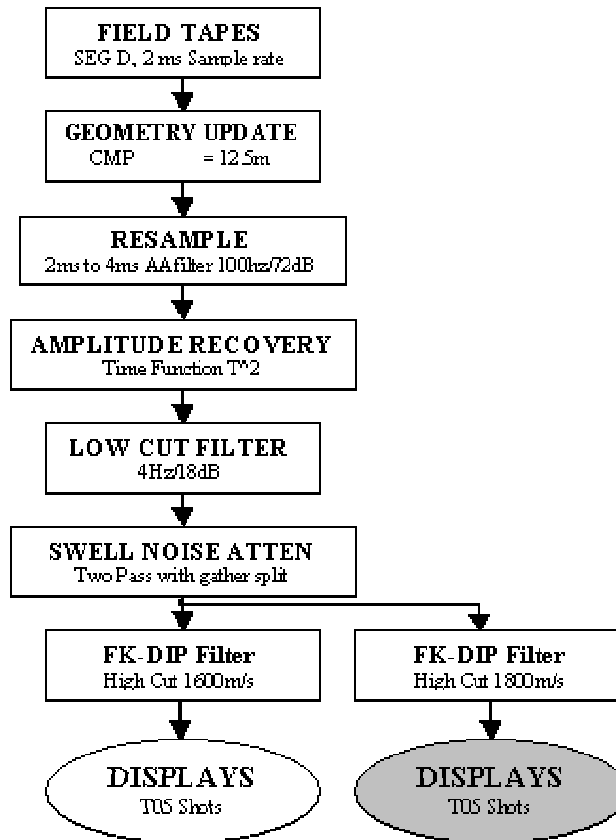 FIELD TAPES
SEG D, 2 ms Sample rate
GEOMETRY UPDATE
CMP = 12.5m
RESAMPLE
2ms to 4ms AAfilter 100hz/72dB
AMPLITUDE RECOVERY
Time Function T^2
LOW CUT FILTER
4Hz/18dB
SWELL NOISE ATTEN
Two Pass with gather split
FK-DIP Filter
High Cut 1600m/s
FK-DIP Filter
High Cut 1800m/s
DISPLAYS
T05 Shots
DISPLAYS
T05 Shots